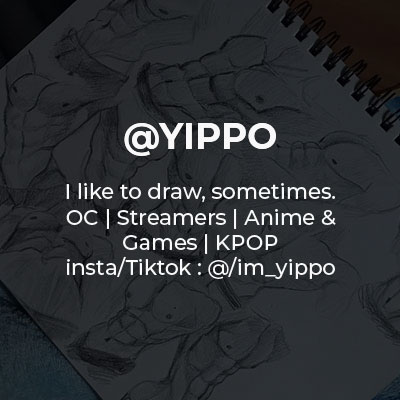 @YIPPO
I like to draw, sometimes.
OC | Streamers | Anime &
Games | KPOP
insta/Tiktok : @/im_yippo